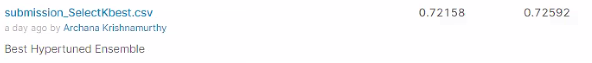 submission_SelectKbest.csv 0.72158 0.72592
a day ago by Archana Krishnamurthy
Best Hypertuned Ensemble